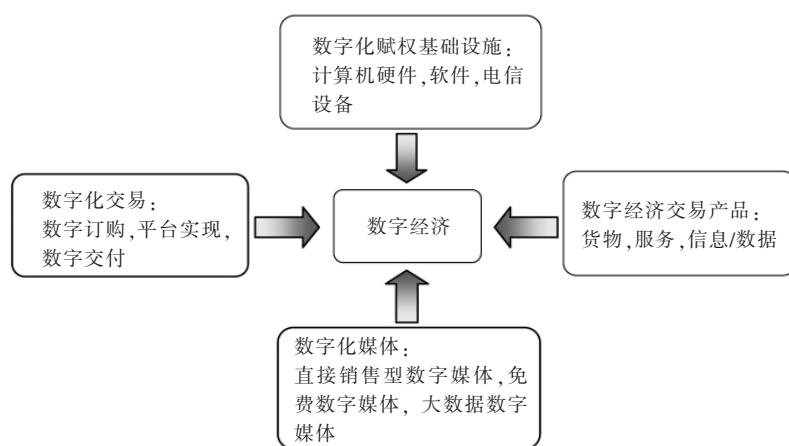 数字化赋权基础设施：
计算机硬件,软件,电信
设备
数字化交易：
数字订购,平台实现,
数字交付
数字经济
数字经济交易产品：
货物,服务,信息/数据
数字化媒体：
直接销售型数字媒体,免
费数字媒体, 大数据数字
媒体